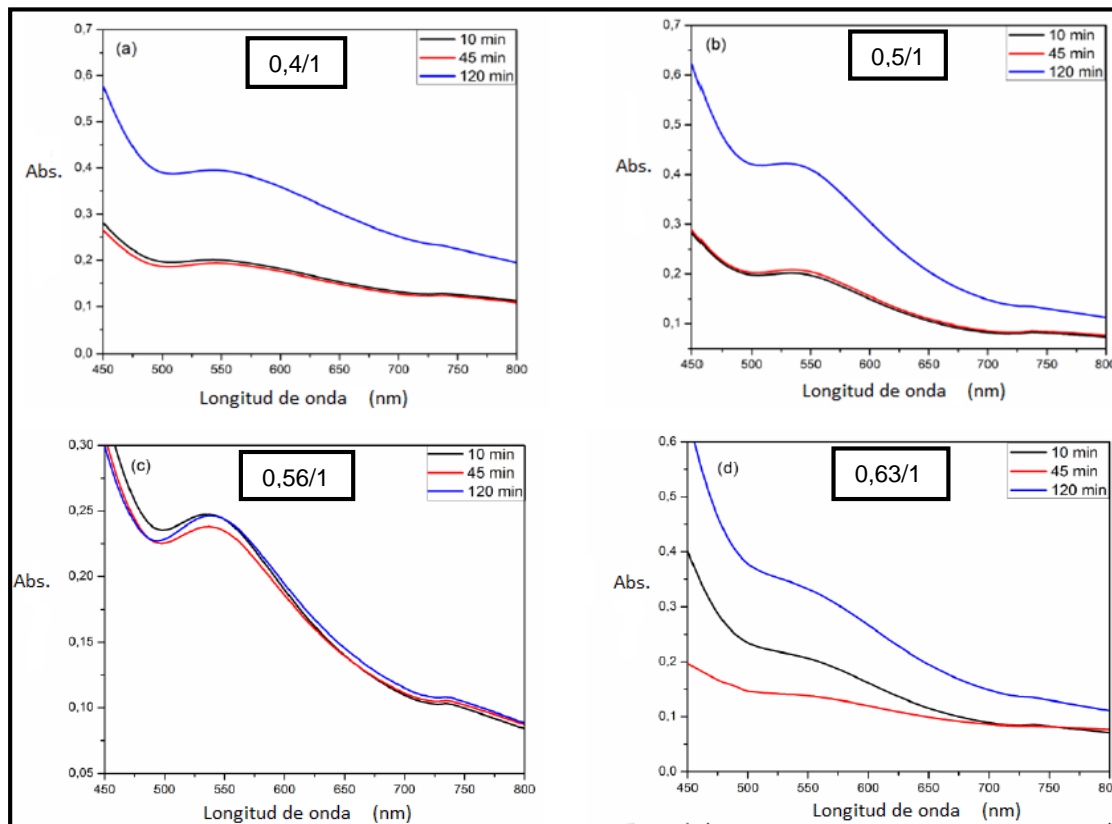 (a)
0,4/1
10 min
45 min
120 min
0,7
0,6
0,5
0,4
0,3
0,2
0,1
0,0
Abs.
450 500 550 600 650 700 750 800
Longitud de onda (nm)
(b)
0,5/1
10 min
45 min
120 min
0,7
0,6
0,5
0,4
0,3
0,2
0,1
Abs.
450 500 550 600 650 700 750 800
Longitud de onda (nm)
(c)
0,56/1
10 min
45 min
120 min
0,30
0,25
0,20
0,15
0,10
0,05
Abs.
450 500 550 600 650 700 750 800
Longitud de onda (nm)
(d)
0,63/1
10 min
45 min
120 min
0,6
0,5
0,4
0,3
0,2
0,1
0,0
Abs.
450 500 550 600 650 700 750 800
Longitud de onda (nm)